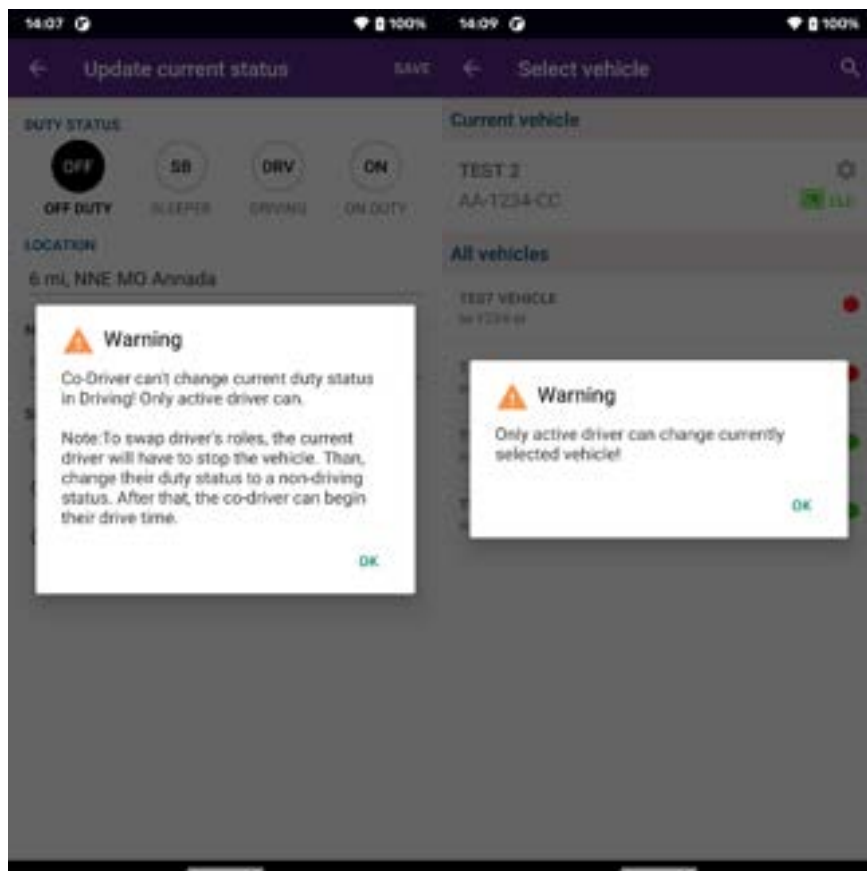 14:07
100%
Update current status
SAVE
DUTY STATUS
OFF
SB
DRV
ON
OFF DUTY
SLEEPER
DRIVING
ON DUTY
LOCATION
6 mi, NNE MO Annada
Warning
Co-Driver can't change current duty status
in Driving! Only active driver can.
Note:To swap driver's roles, the current
driver will have to stop the vehicle. Than,
change their duty status to a non-driving
status. After that, the co-driver can begin
their drive time.
OK
14:09
100%
Select vehicle
Current vehicle
TEST 2
AA-1234-CC
All vehicles
TEST VEHICLE
Warning
Only active driver can change currently
selected vehicle!
OK